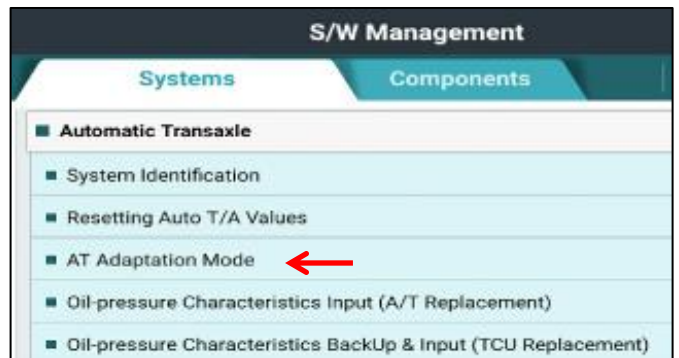 S/W Management
Systems
Components
Automatic Transaxle
System Identification
Resetting Auto T/A Values
AT Adaptation Mode
Oil-pressure Characteristics Input (A/T Replacement)
Oil-pressure Characteristics BackUp & Input (TCU Replacement)